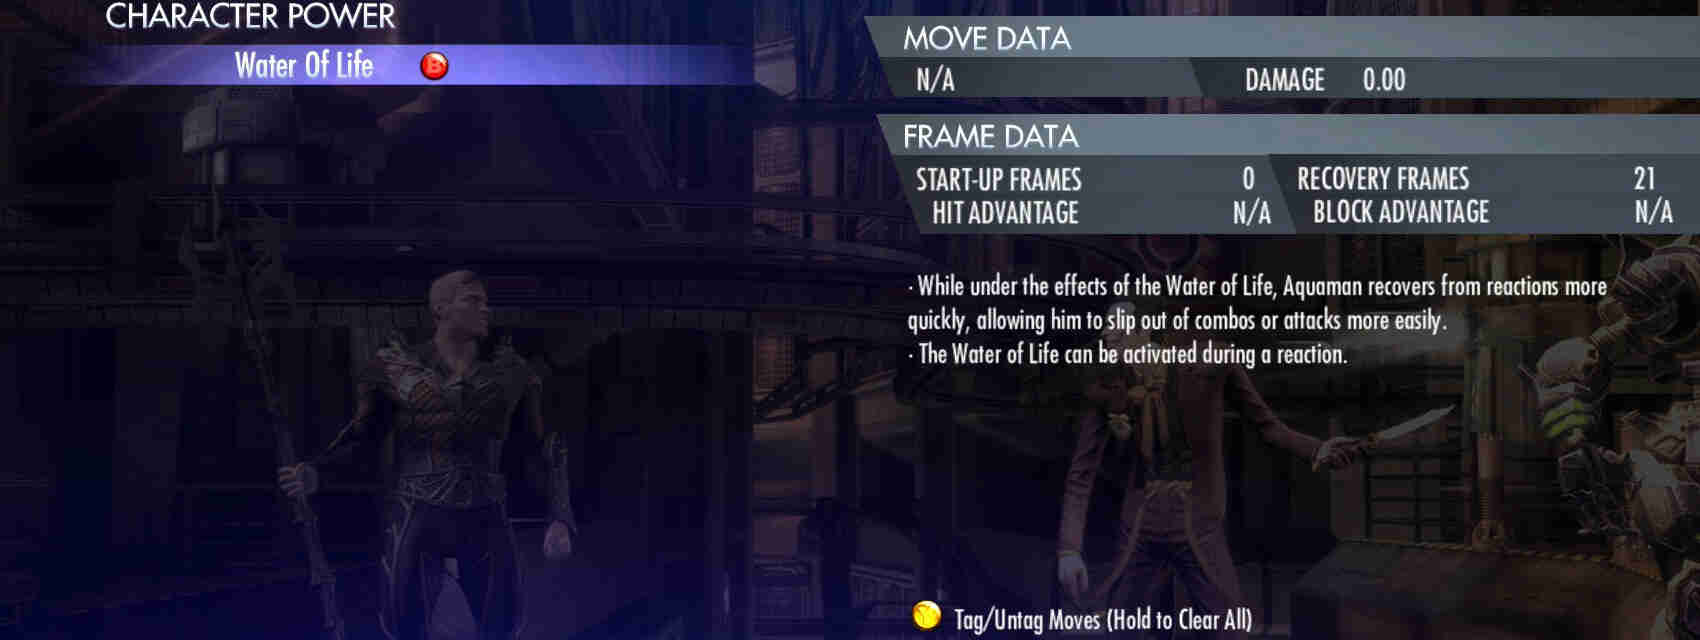 CHARACTER POWER
Water Of Life B
MOVE DATA
N/A DAMAGE 0.00
FRAME DATA
START-UP FRAMES 0 RECOVERY FRAMES 21
HIT ADVANTAGE N/A BLOCK ADVANTAGE N/A
· While under the effects of the Water of Life, Aquaman recovers from reactions more
quickly, allowing him to slip out of combos or attacks more easily.
· The Water of Life can be activated during a reaction.
Y Tag/Untag Moves (Hold to Clear All)